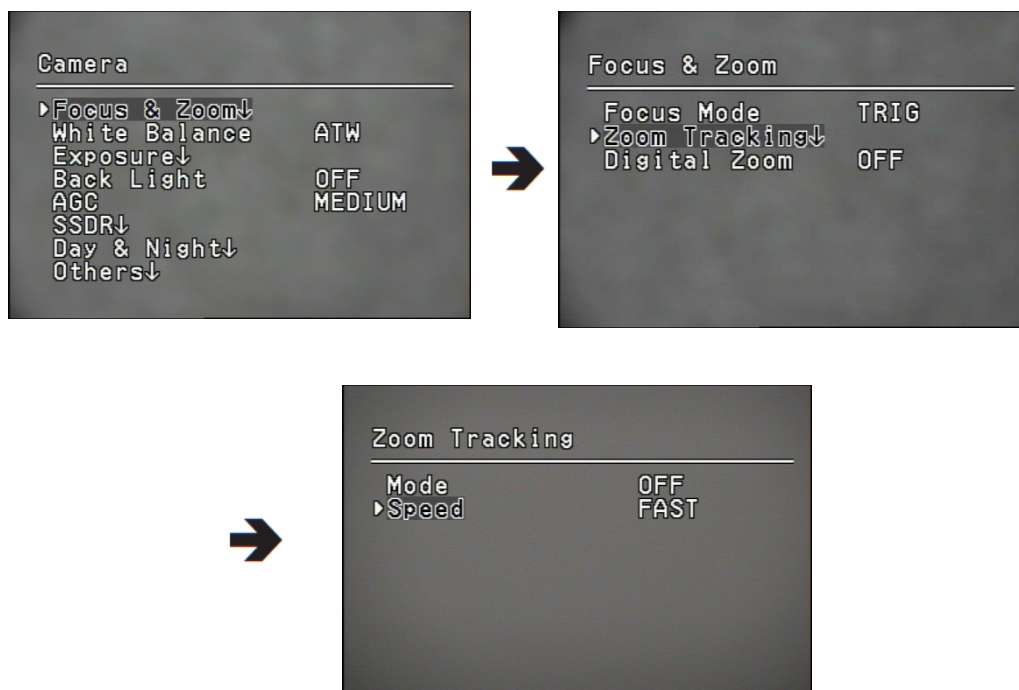 Camera
Focus & Zoom↓
White Balance ATW
Exposure↓
Back Light OFF
AGC MEDIUM
SSDR↓
Day & Night↓
Others↓
Focus & Zoom
Focus Mode TRIG
Zoom Tracking↓
Digital Zoom OFF
Zoom Tracking
Mode OFF
Speed FAST